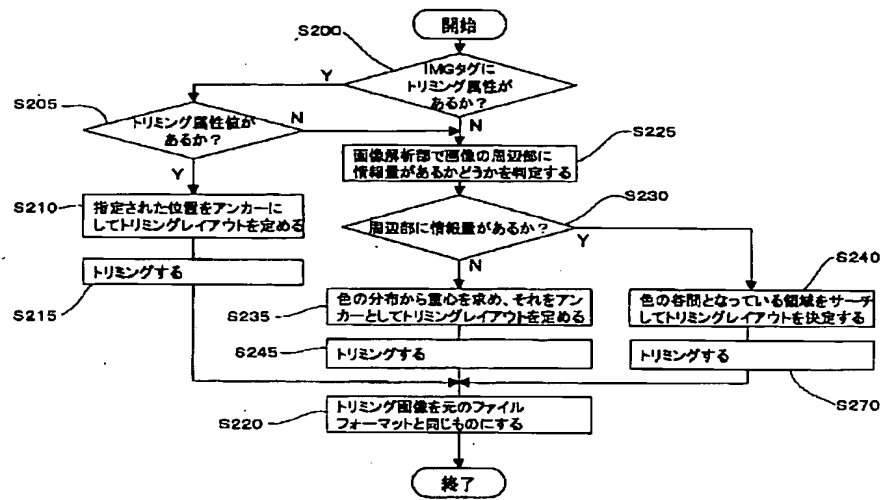 開始
S200
IMGタグに
トリミング属性が
あるか？
Y
N
S205
トリミング属性値が
あるか？
N
Y
S225
画像解析部で画像の周辺部に
情報量があるかどうかを判定する
S210
指定された位置をアンカーに
してトリミングレイアウトを定める
S230
周辺部に情報量があるか？
Y
N
S215
トリミングする
S235
色の分布から重心を求め、それをアン
カーとしてトリミングレイアウトを定める
S240
色の谷間となっている領域をサーチ
してトリミングレイアウトを決定する
S245
トリミングする
トリミングする
S270
S220
トリミング画像を元のファイル
フォーマットと同じものにする
終了